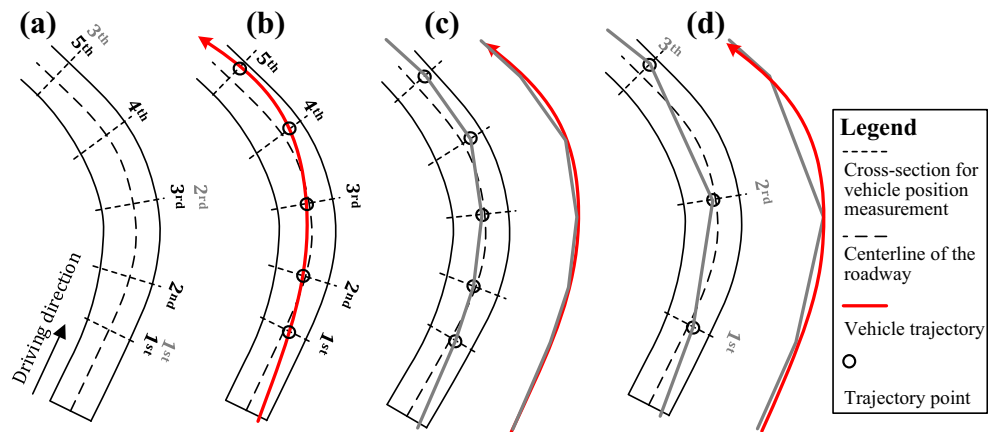 (a)
3rd
5th
4th
3rd
2rd
2nd
1st
1st
Driving direction
(b)
5th
4th
3rd
2nd
1st
(c)
(d)
3th
2rd
1st
Legend
Cross-section for
vehicle position
measurement
Centerline of the
roadway
Vehicle trajectory
Trajectory point